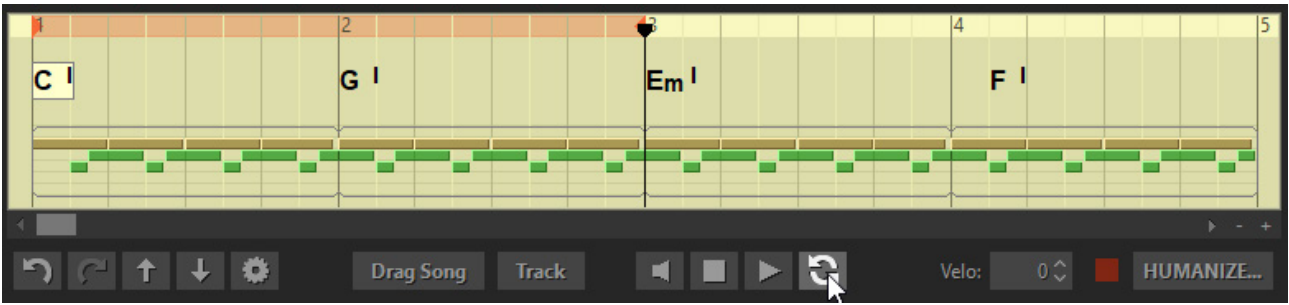 1 2 3 4 5
C I G I Em I F I
- +
Drag Song Track Velo: 0 HUMANIZE...